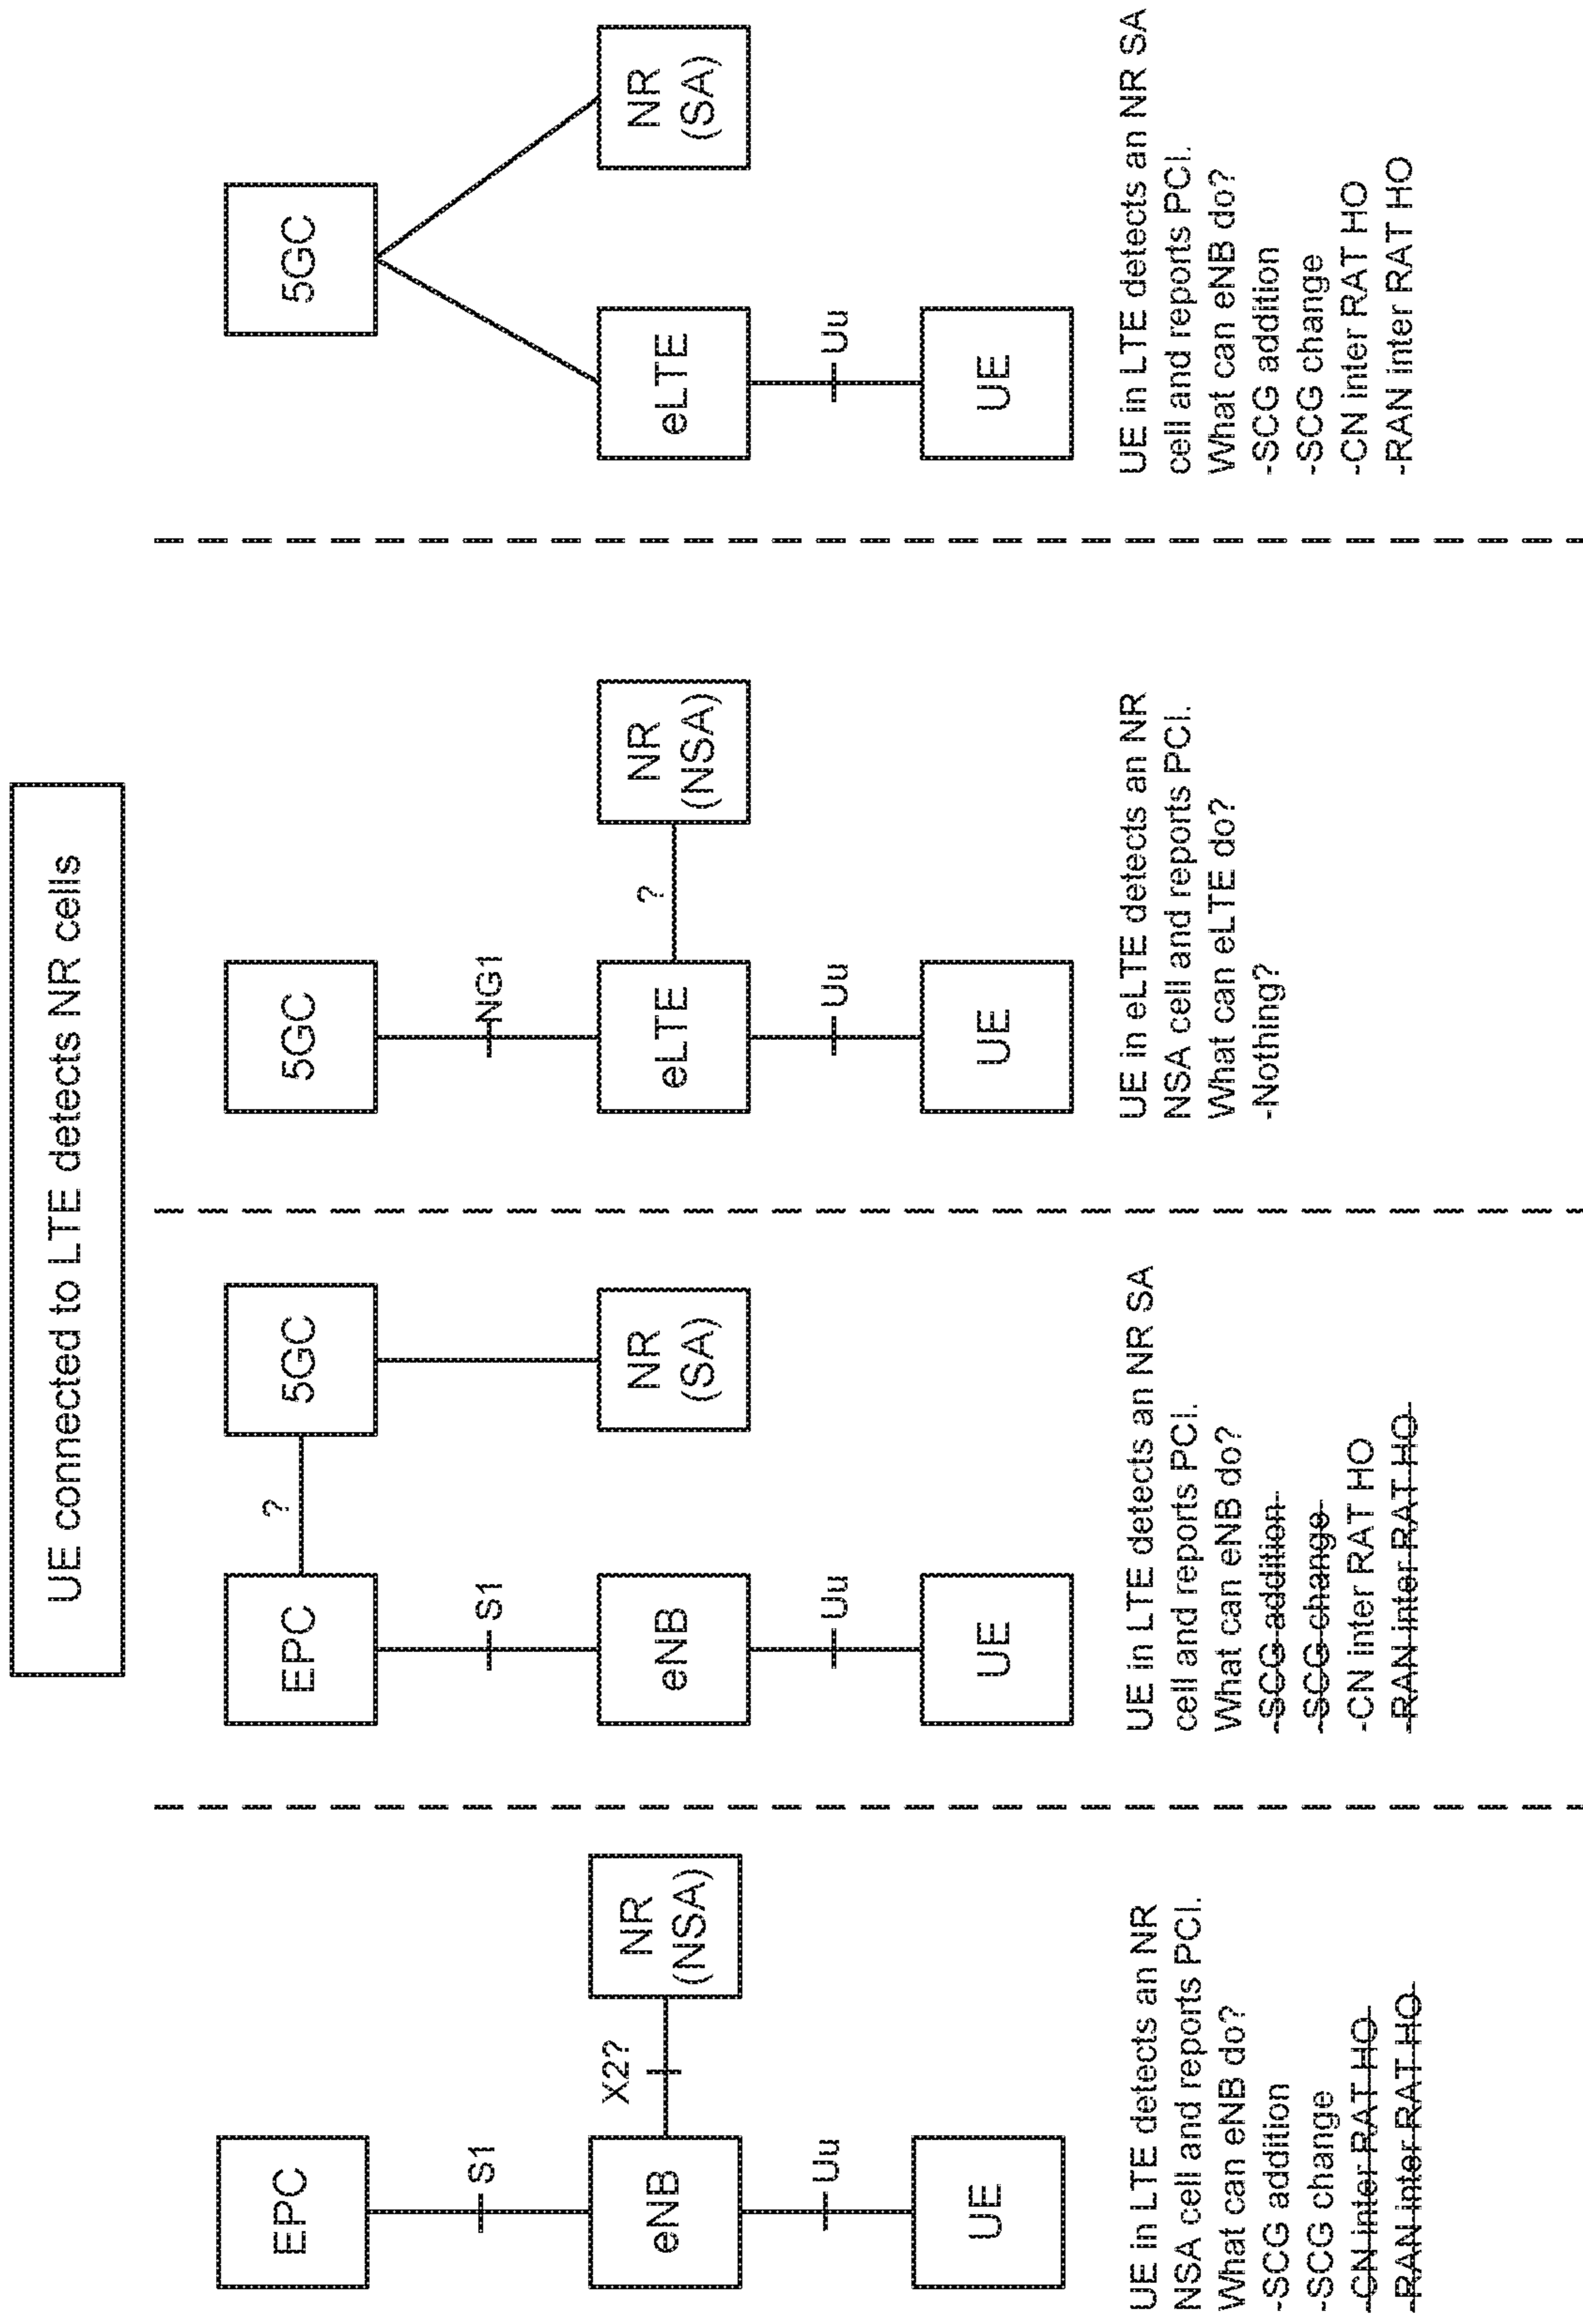 UE connected to LTE detects NR cells
EPC
S1
eNB
X2?
NR
(NSA)
Uu
UE
UE in LTE detects an NR
NSA cell and reports PCI.
What can eNB do?
-SCG addition
-SCG change
-CN inter RAT HO
-RAN inter RAT HO
EPC
?
5GC
S1
eNB
NR
(SA)
Uu
UE
UE in LTE detects an NR SA
cell and reports PCI.
What can eNB do?
-SCG addition
-SCG change
-CN inter RAT HO
-RAN inter RAT HO
5GC
NG1
eLTE
?
NR
(NSA)
Uu
UE
UE in eLTE detects an NR
NSA cell and reports PCI.
What can eLTE do?
-Nothing?
5GC
eLTE
NR
(SA)
Uu
UE
UE in LTE detects an NR SA
cell and reports PCI.
What can eNB do?
-SCG addition
-SCG change
-CN inter RAT HO
-RAN inter RAT HO